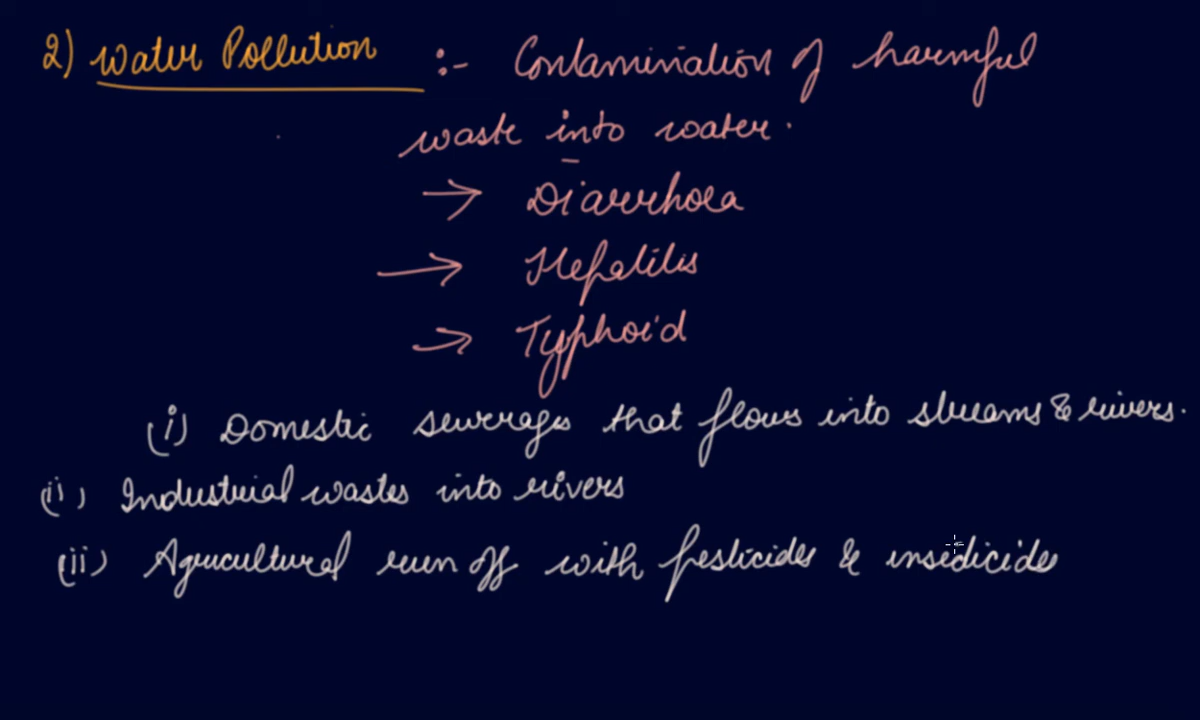 2) Water Pollution :- Contamination of harmful
waste into water.
→ Diarrhoea
→ Hepatitis
→ Typhoid
(i) Domestic sewerages that flows into streams & rivers.
(ii) Industrial wastes into rivers
(iii) Agricultural run off with pesticides & insecticide